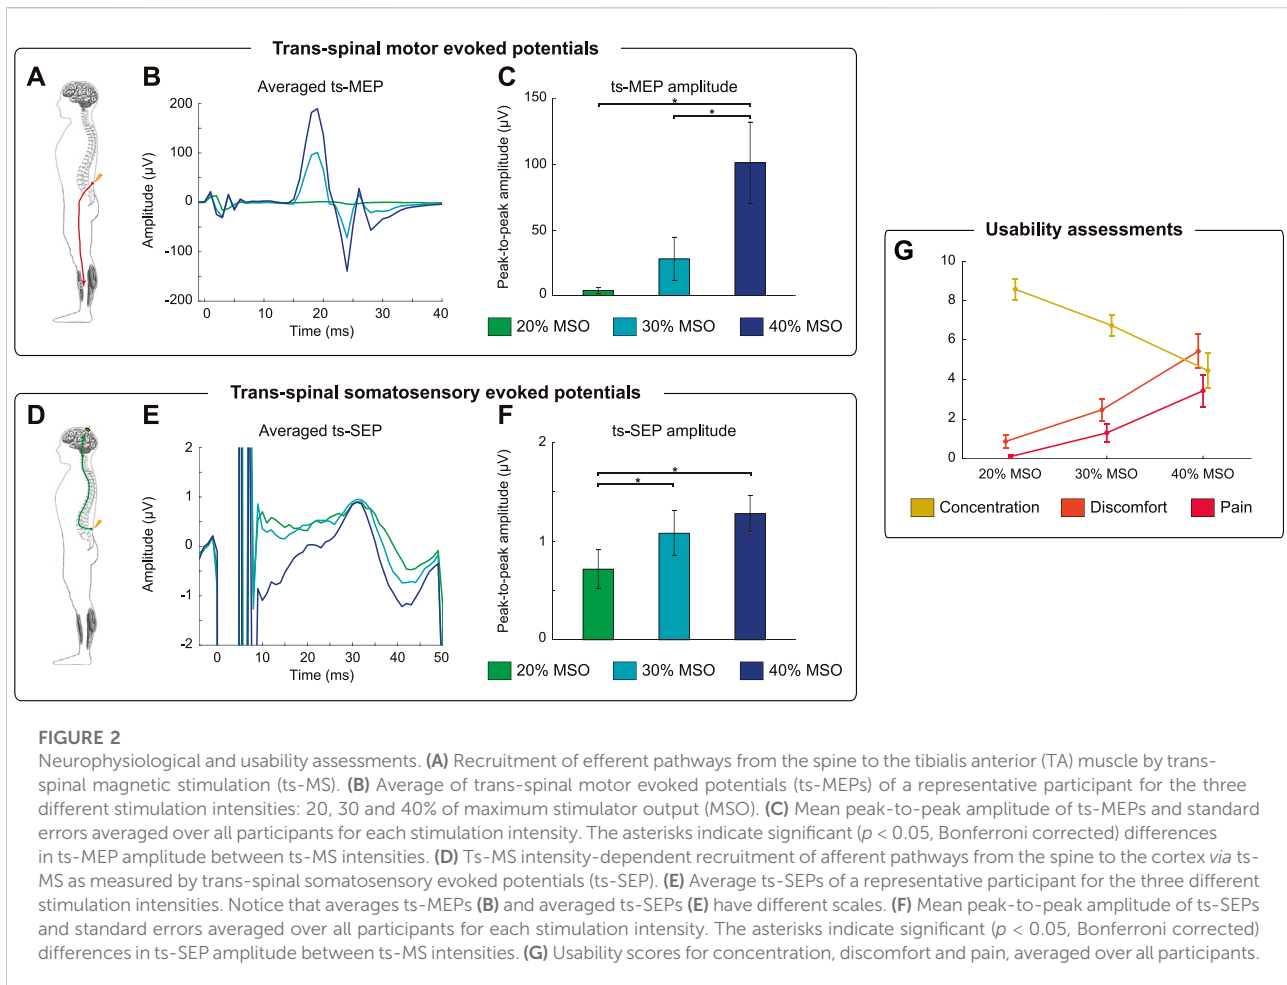 Trans-spinal motor evoked potentials
A
B
Averaged ts-MEP
Amplitude (µV)
200
100
0
-100
-200
0
10
20
30
40
Time (ms)
C
ts-MEP amplitude
Peak-to-peak amplitude (µV)
150
100
50
0
*
*
20% MSO 30% MSO 40% MSO
Trans-spinal somatosensory evoked potentials
D
E
Averaged ts-SEP
Amplitude (µV)
2
1
0
-1
-2
0
10
20
30
40
50
Time (ms)
F
ts-SEP amplitude
Peak-to-peak amplitude (µV)
2
1
0
*
*
20% MSO 30% MSO 40% MSO
Usability assessments
G
10
8
6
4
2
0
20% MSO 30% MSO 40% MSO
Concentration Discomfort Pain
FIGURE 2
Neurophysiological and usability assessments. (A) Recruitment of efferent pathways from the spine to the tibialis anterior (TA) muscle by trans-
spinal magnetic stimulation (ts-MS). (B) Average of trans-spinal motor evoked potentials (ts-MEPs) of a representative participant for the three
different stimulation intensities: 20, 30 and 40% of maximum stimulator output (MSO). (C) Mean peak-to-peak amplitude of ts-MEPs and standard
errors averaged over all participants for each stimulation intensity. The asterisks indicate significant (p < 0.05, Bonferroni corrected) differences
in ts-MEP amplitude between ts-MS intensities. (D) Ts-MS intensity-dependent recruitment of afferent pathways from the spine to the cortex via ts-
MS as measured by trans-spinal somatosensory evoked potentials (ts-SEP). (E) Average ts-SEPs of a representative participant for the three different
stimulation intensities. Notice that averages ts-MEPs (B) and averaged ts-SEPs (E) have different scales. (F) Mean peak-to-peak amplitude of ts-SEPs
and standard errors averaged over all participants for each stimulation intensity. The asterisks indicate significant (p < 0.05, Bonferroni corrected)
differences in ts-SEP amplitude between ts-MS intensities. (G) Usability scores for concentration, discomfort and pain, averaged over all participants.